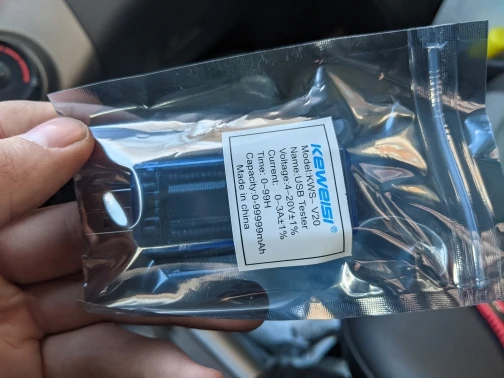 KEWEISI®
Model:KWS- V20
Name:USB Tester
Voltage:4-20V±1%
Current: 0-3A±1%
Time: 0-99H
Capacity:0-99999mAh
Made in china